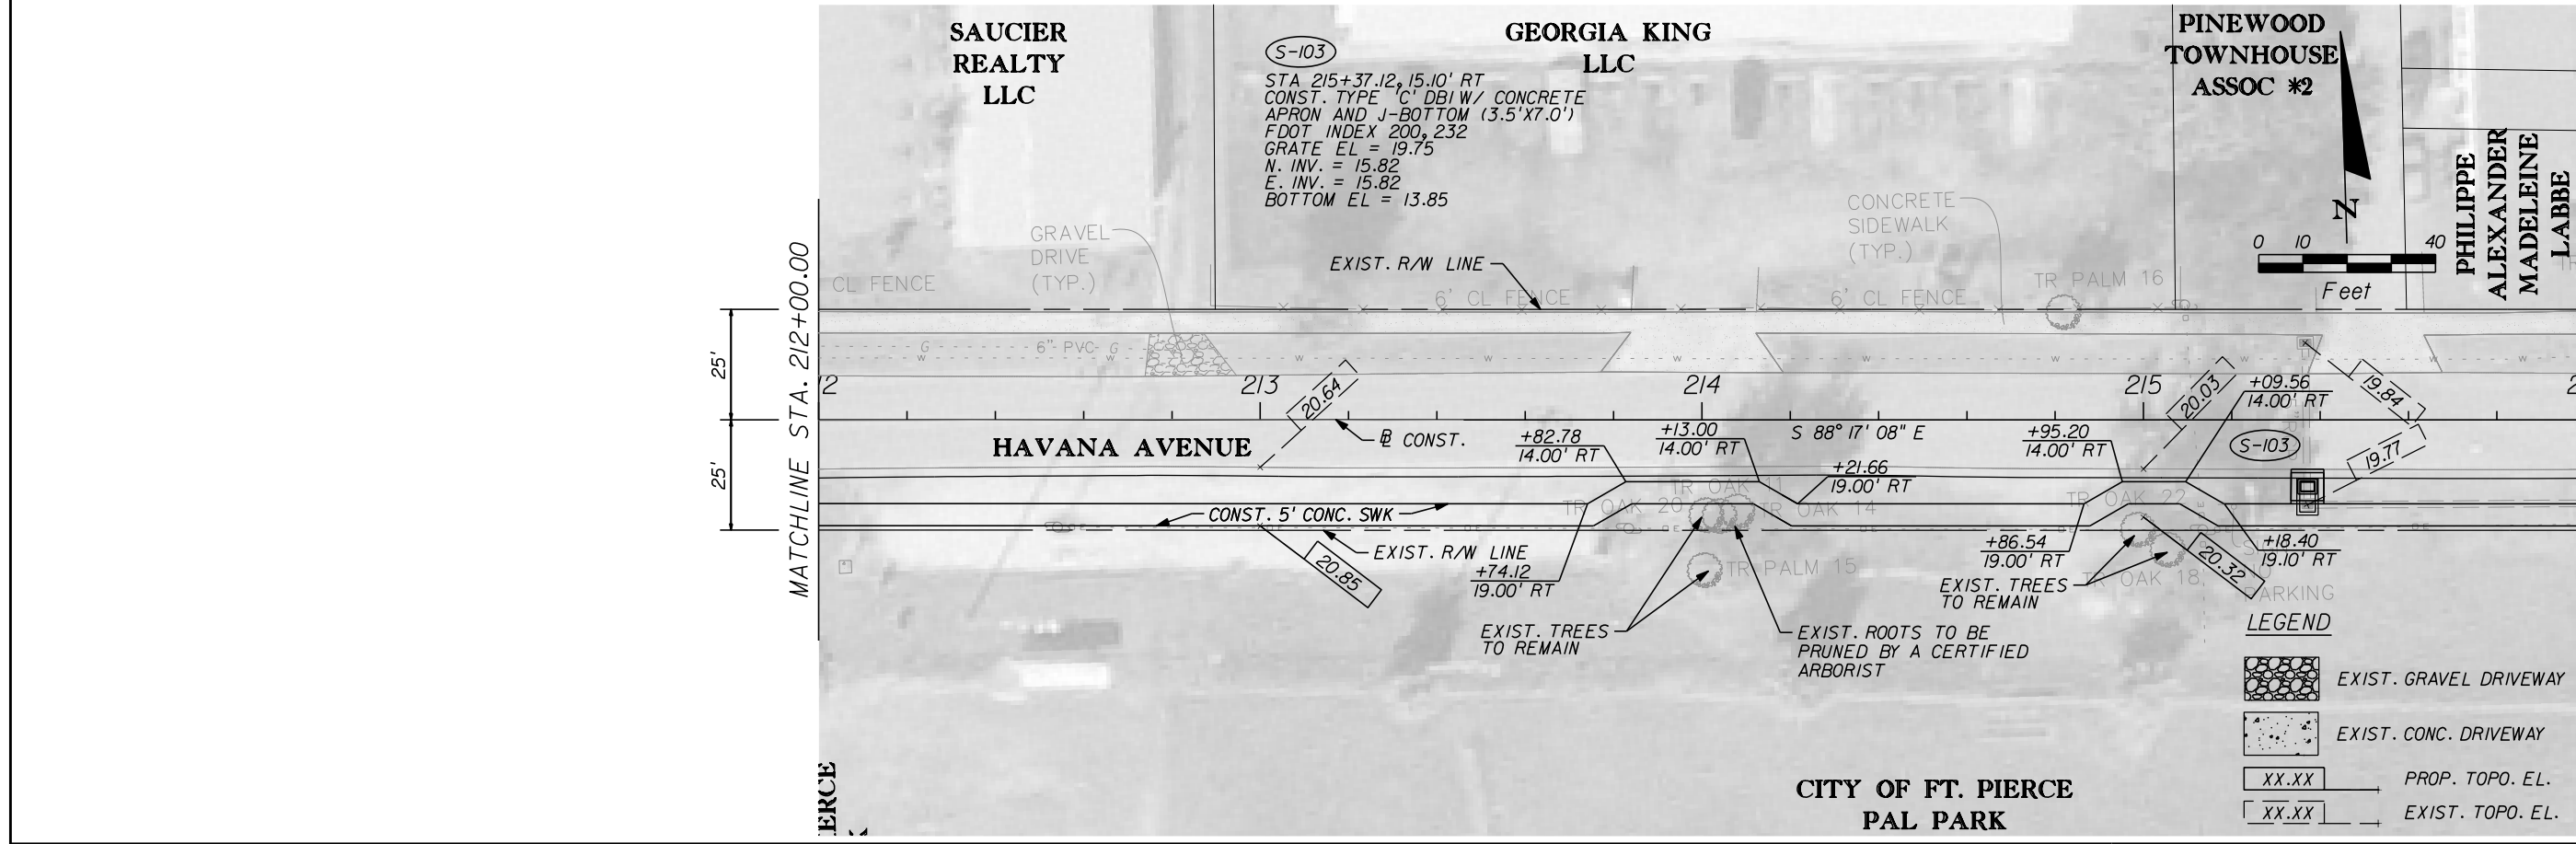 SAUCIER
REALTY
LLC
S-103
STA 215+37.12, 15.10' RT
CONST. TYPE 'C' DBI W/ CONCRETE
APRON AND J-BOTTOM (3.5'X7.0')
FDOT INDEX 200, 232
GRATE EL = 19.75
N. INV. = 15.82
E. INV. = 15.82
BOTTOM EL = 13.85
GEORGIA KING
LLC
PINEWOOD
TOWNHOUSE
ASSOC *2
PHILIPPE
ALEXANDER
MADELEINE
LABBE
N
0 10 40
Feet
GRAVEL
DRIVE
(TYP.)
CONCRETE
SIDEWALK
(TYP.)
EXIST. R/W LINE
CL FENCE
6' CL FENCE
6' CL FENCE
TR PALM 16
MATCHLINE STA. 212+00.00
25'
25'
G
6" PVC
G
W W W W W W W W W W
12
213
214
215
2
20.64
20.03
+09.56
14.00' RT
19.84
19.77
HAVANA AVENUE
BL CONST.
+82.78
14.00' RT
+13.00
14.00' RT
S 88° 17' 08" E
+21.66
19.00' RT
+95.20
14.00' RT
S-103
TR OAK 20
TR OAK 11
TR OAK 14
TR OAK 22
CONST. 5' CONC. SWK
OE
OE
OE
OE
EXIST. R/W LINE
20.85
+74.12
19.00' RT
TR PALM 15
+86.54
19.00' RT
+18.40
19.10' RT
20.32
TR OAK 18
PARKING
EXIST. TREES
TO REMAIN
EXIST. TREES
TO REMAIN
EXIST. ROOTS TO BE
PRUNED BY A CERTIFIED
ARBORIST
LEGEND
EXIST. GRAVEL DRIVEWAY
EXIST. CONC. DRIVEWAY
XX.XX PROP. TOPO. EL.
XX.XX EXIST. TOPO. EL.
CITY OF FT. PIERCE
PAL PARK
IERCE